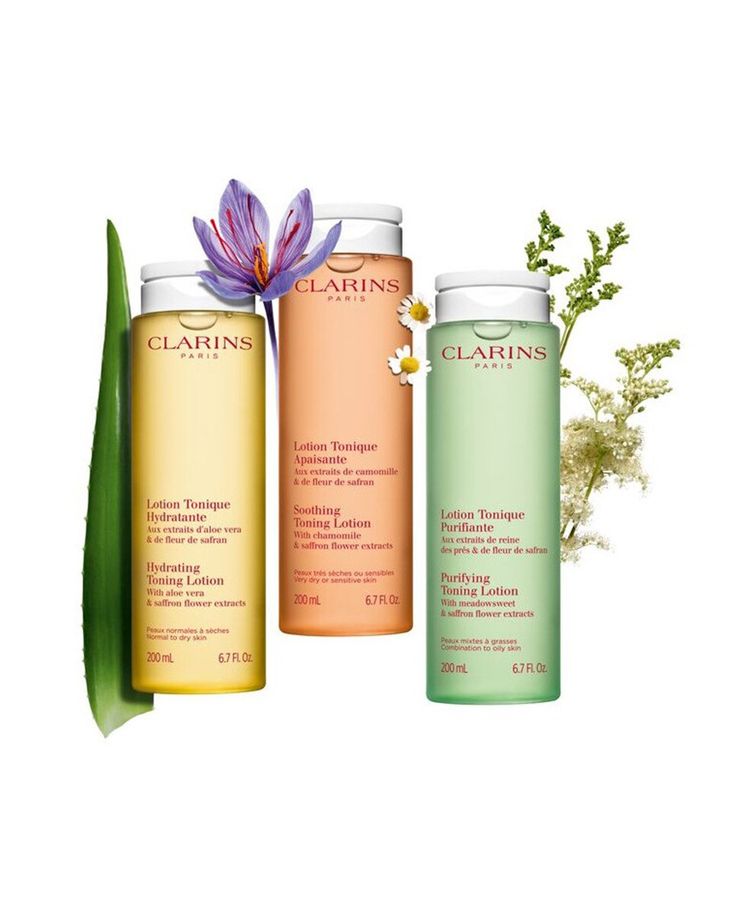 CLARINS
PARIS
Lotion Tonique
Hydratante
Aux extraits d'aloe vera
& de fleur de safran
Hydrating
Toning Lotion
With aloe vera
& saffron flower extracts
Peaux normales à sèches
Normal to dry skin
200 mL 6.7 Fl. Oz.
CLARINS
PARIS
Lotion Tonique
Apaisante
Aux extraits de camomille
& de fleur de safran
Soothing
Toning Lotion
With chamomile
& saffron flower extracts
Peaux très sèches ou sensibles
Very dry or sensitive skin
200 mL 6.7 Fl. Oz.
CLARINS
PARIS
Lotion Tonique
Purifiante
Aux extraits de reine
des prés & de fleur de safran
Purifying
Toning Lotion
With meadowsweet
& saffron flower extracts
Peaux mixtes à grasses
Combination to oily skin
200 mL 6.7 Fl. Oz.